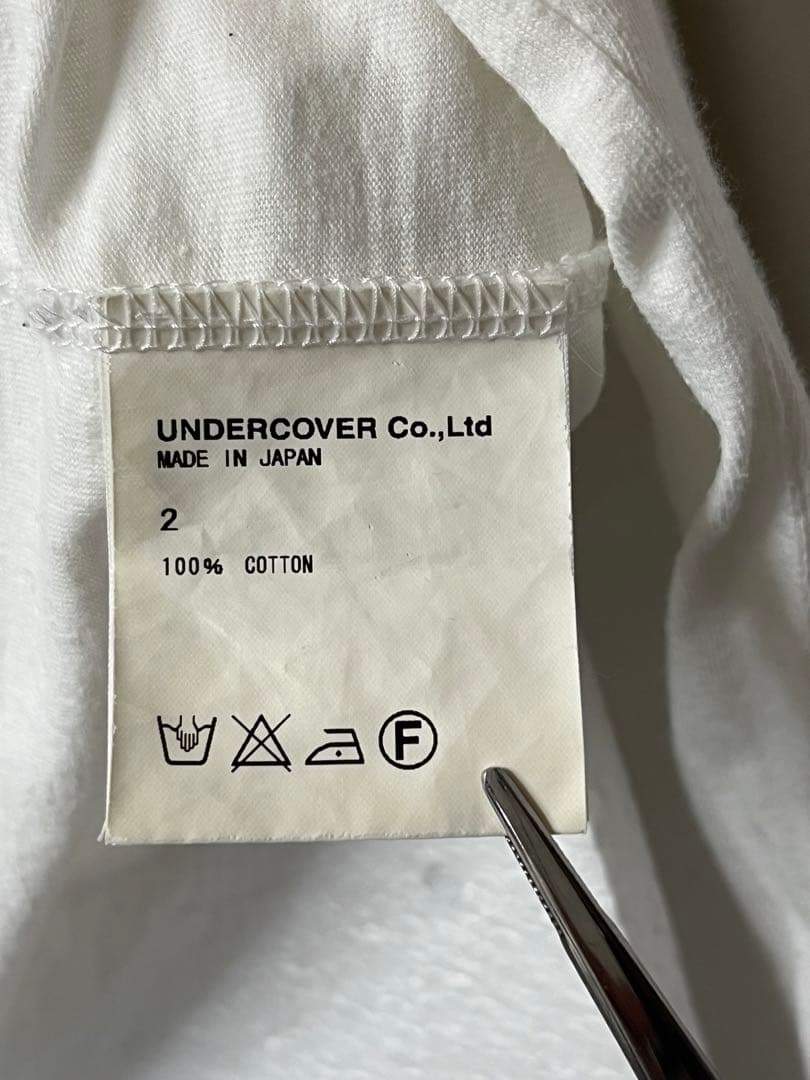 UNDERCOVER Co.,Ltd
MADE IN JAPAN
2
100% COTTON
F